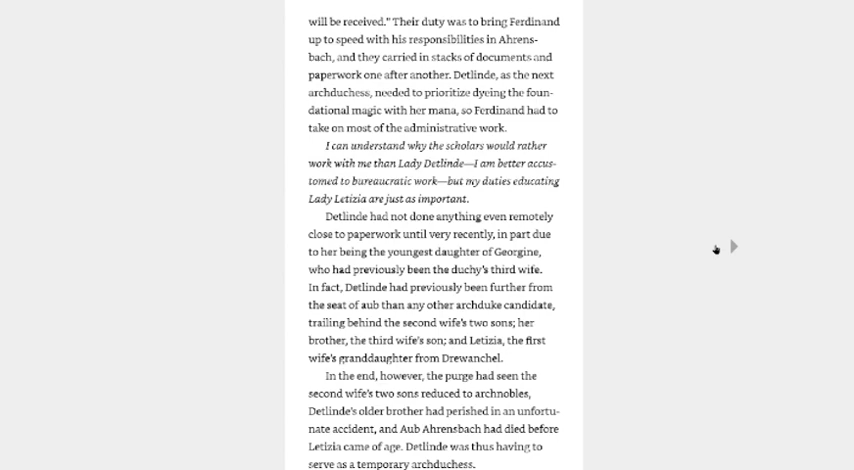 will be received.” Their duty was to bring Ferdinand
up to speed with his responsibilities in Ahrens-
bach, and they carried in stacks of documents and
paperwork one after another. Detlinde, as the next
archduchess, needed to prioritize dyeing the foun-
dational magic with her mana, so Ferdinand had to
take on most of the administrative work.
I can understand why the scholars would rather
work with me than Lady Detlinde—I am better accus-
tomed to bureaucratic work—but my duties educating
Lady Letizia are just as important.
Detlinde had not done anything even remotely
close to paperwork until very recently, in part due
to her being the youngest daughter of Georgine,
who had previously been the duchy’s third wife.
In fact, Detlinde had previously been further from
the seat of aub than any other archduke candidate,
trailing behind the second wife’s two sons; her
brother, the third wife’s son; and Letizia, the first
wife’s granddaughter from Drewanchel.
In the end, however, the purge had seen the
second wife’s two sons reduced to archnobles,
Detlinde’s older brother had perished in an unfortu-
nate accident, and Aub Ahrensbach had died before
Letizia came of age. Detlinde was thus having to
serve as a temporary archduchess.